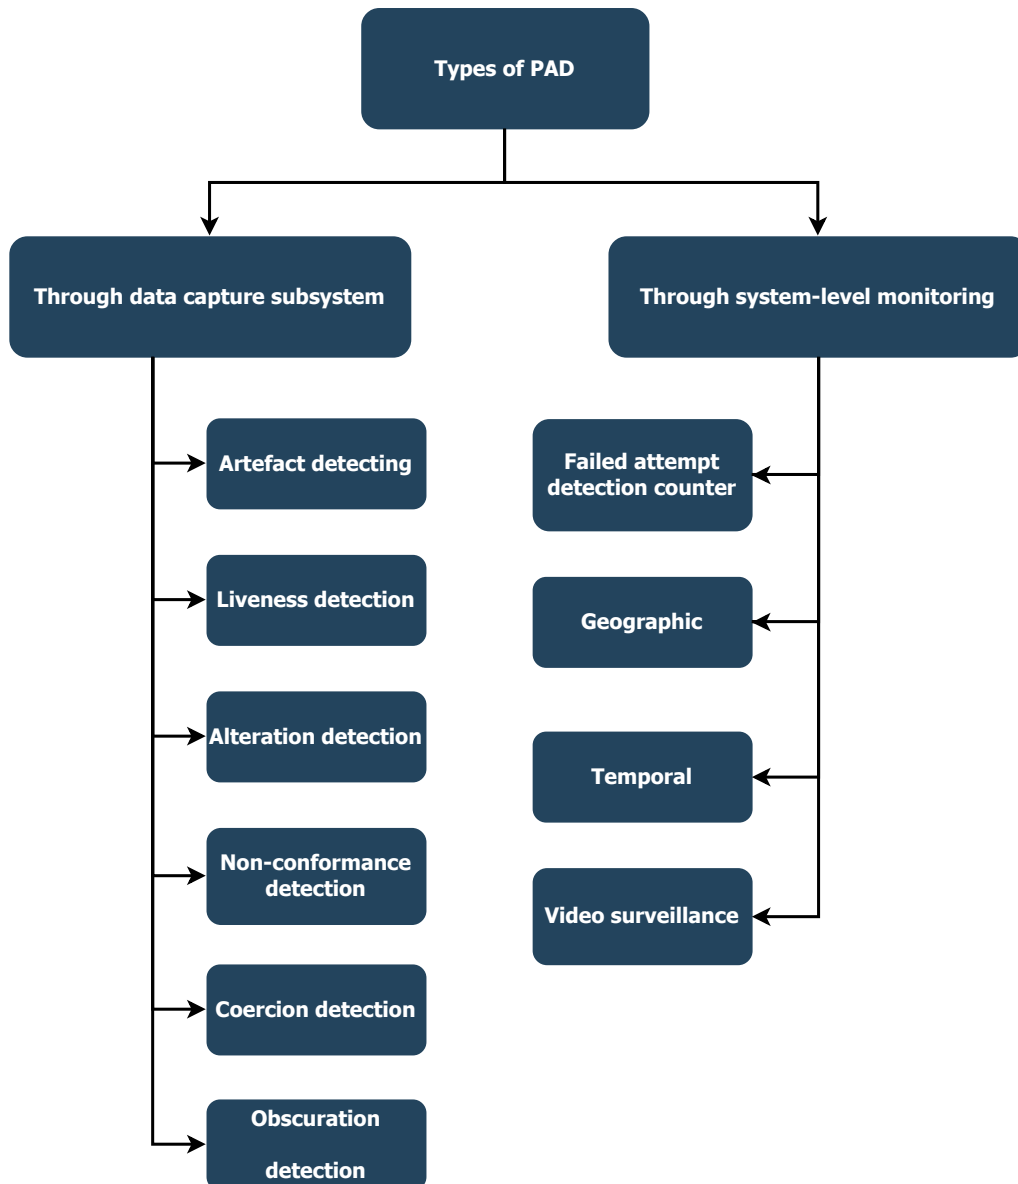 Types of PAD
Through data capture subsystem
Through system-level monitoring
Artefact detecting
Liveness detection
Alteration detection
Non-conformance
detection
Coercion detection
Obscuration
detection
Failed attempt
detection counter
Geographic
Temporal
Video surveillance